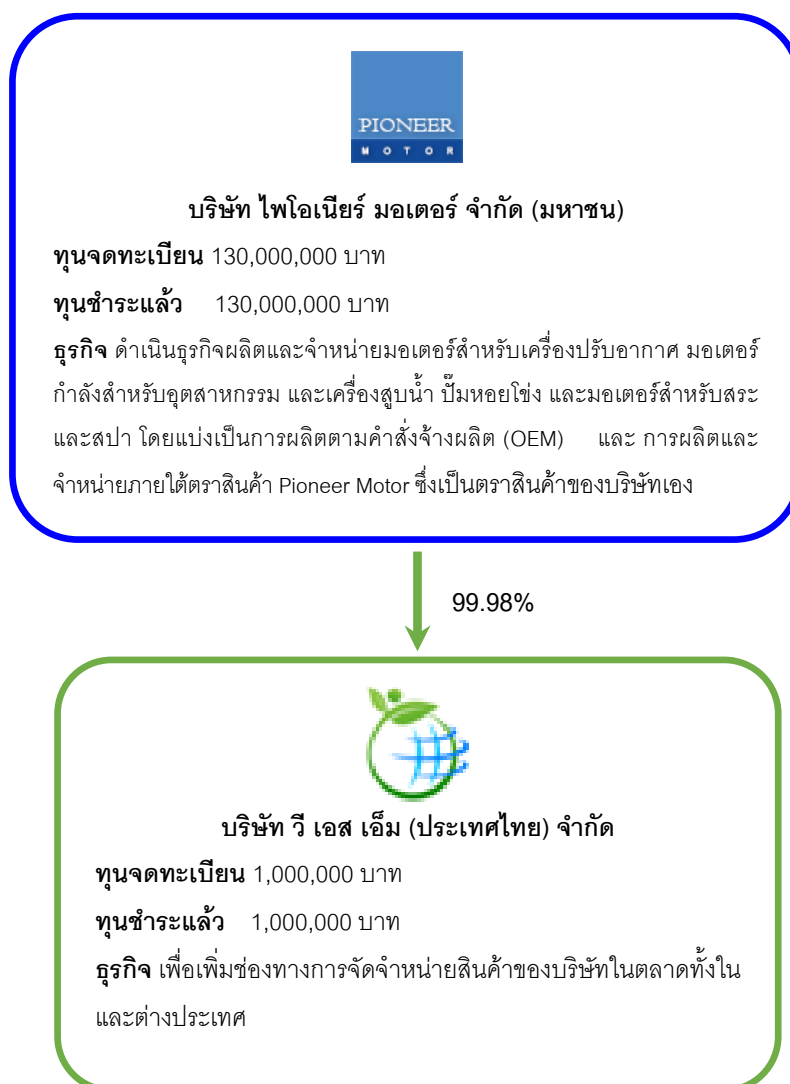 PIONEER
MOTOR
บริษัท ไพโอเนียร์ มอเตอร์ จำกัด (มหาชน)
ทุนจดทะเบียน 130,000,000 บาท
ทุนชำระแล้ว 130,000,000 บาท
ธุรกิจ ดำเนินธุรกิจผลิตและจำหน่ายมอเตอร์สำหรับเครื่องปรับอากาศ มอเตอร์
กำลังสำหรับอุตสาหกรรม และเครื่องสูบน้ำ ปั๊มหอยโข่ง และมอเตอร์สำหรับสระ
และสปา โดยแบ่งเป็นการผลิตตามคำสั่งจ้างผลิต (OEM) และ การผลิตและ
จำหน่ายภายใต้ตราสินค้า Pioneer Motor ซึ่งเป็นตราสินค้าของบริษัทเอง
99.98%
บริษัท วี เอส เอ็ม (ประเทศไทย) จำกัด
ทุนจดทะเบียน 1,000,000 บาท
ทุนชำระแล้ว 1,000,000 บาท
ธุรกิจ เพื่อเพิ่มช่องทางการจัดจำหน่ายสินค้าของบริษัทในตลาดทั้งใน
และต่างประเทศ